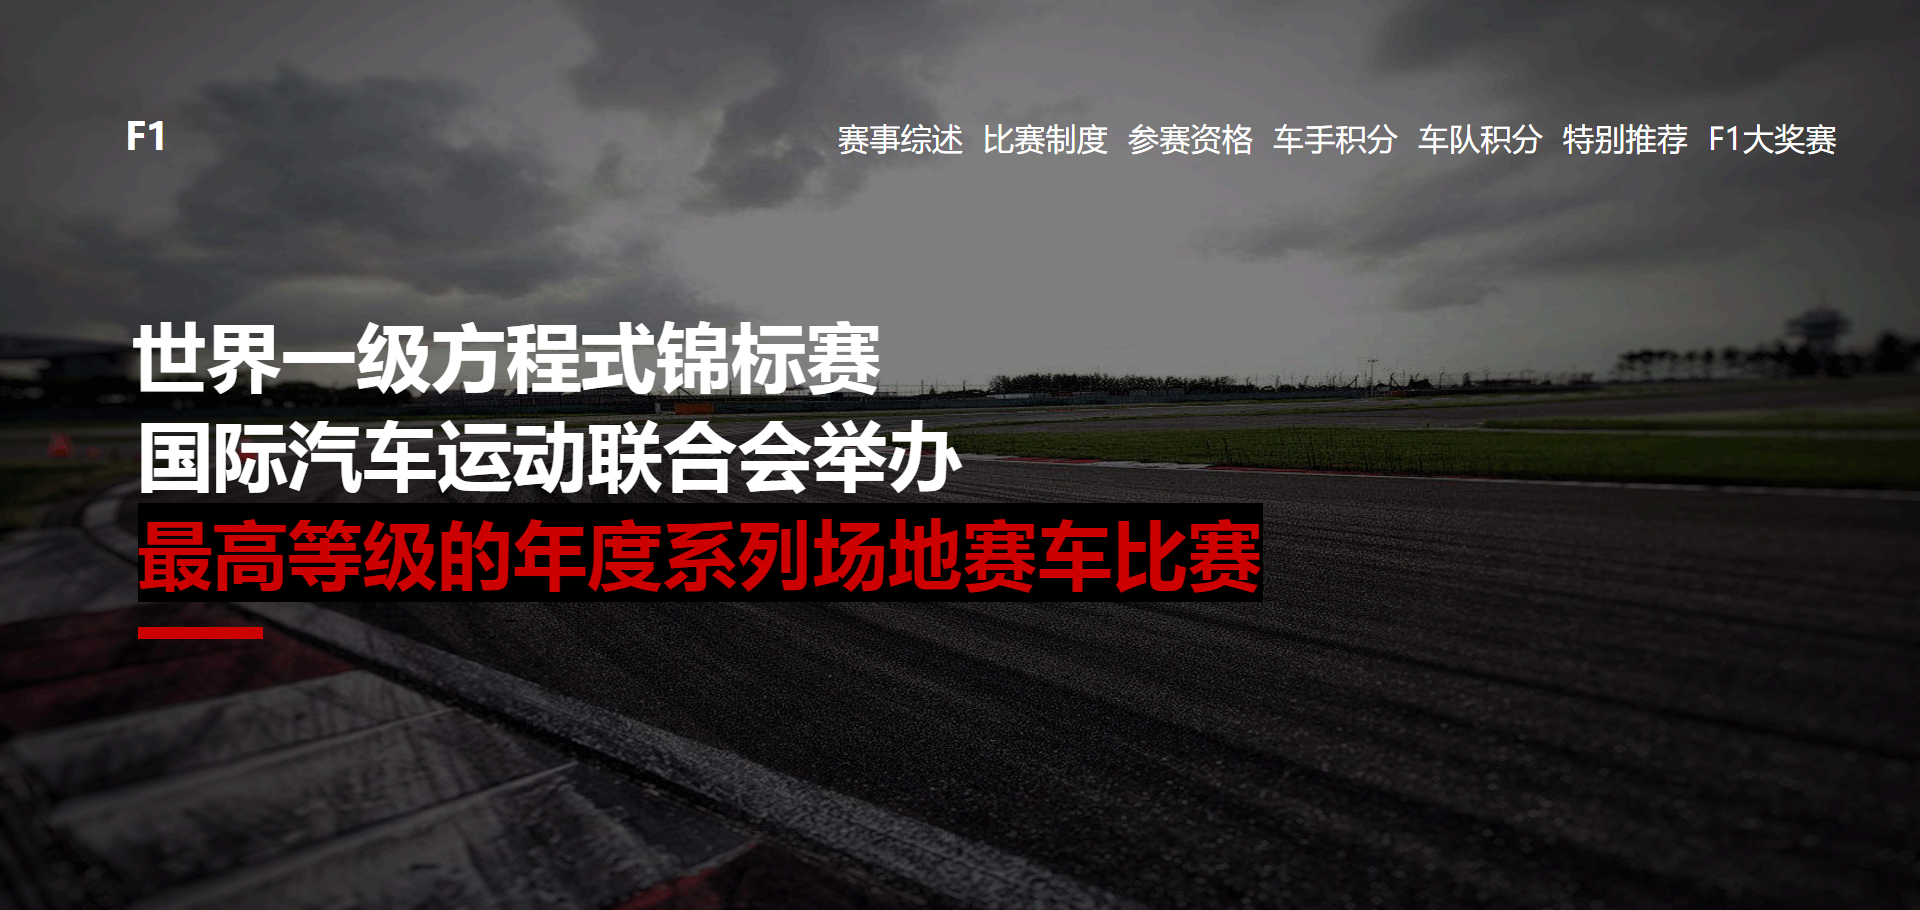 F1
赛事综述 比赛制度 参赛资格 车手积分 车队积分 特别推荐 F1大奖赛
世界一级方程式锦标赛
国际汽车运动联合会举办
最高等级的年度系列场地赛车比赛